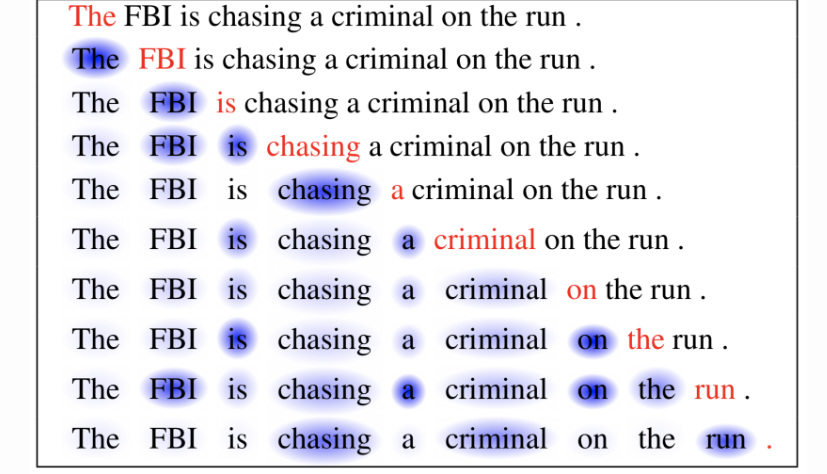 The FBI is chasing a criminal on the run .
The FBI is chasing a criminal on the run .
The FBI is chasing a criminal on the run .
The FBI is chasing a criminal on the run .
The FBI is chasing a criminal on the run .
The FBI is chasing a criminal on the run .
The FBI is chasing a criminal on the run .
The FBI is chasing a criminal on the run .
The FBI is chasing a criminal on the run .
The FBI is chasing a criminal on the run .